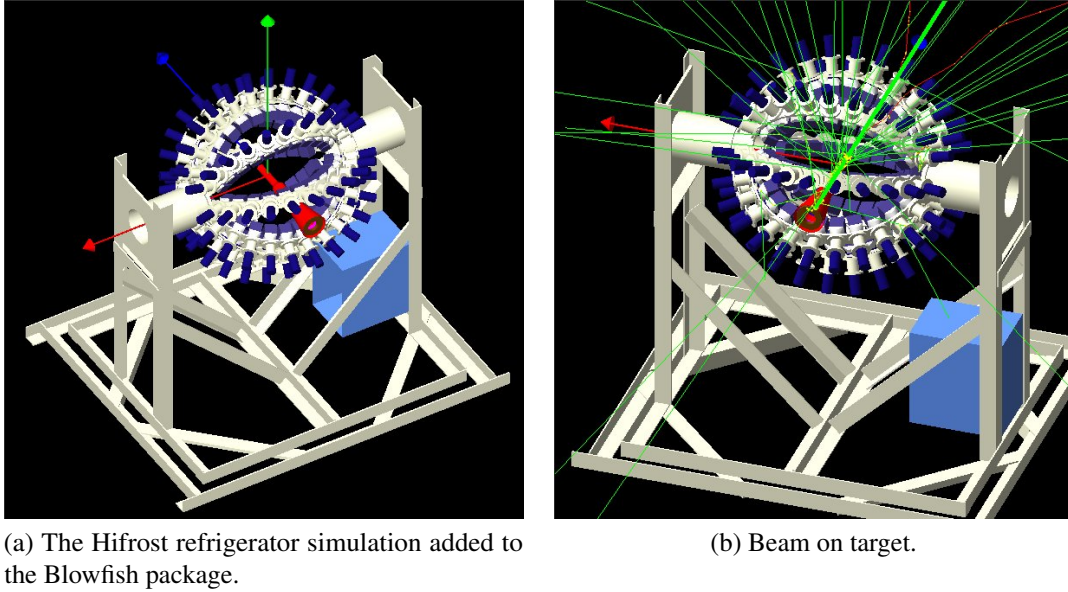 (a) The Hifrost refrigerator simulation added to
the Blowfish package.
(b) Beam on target.